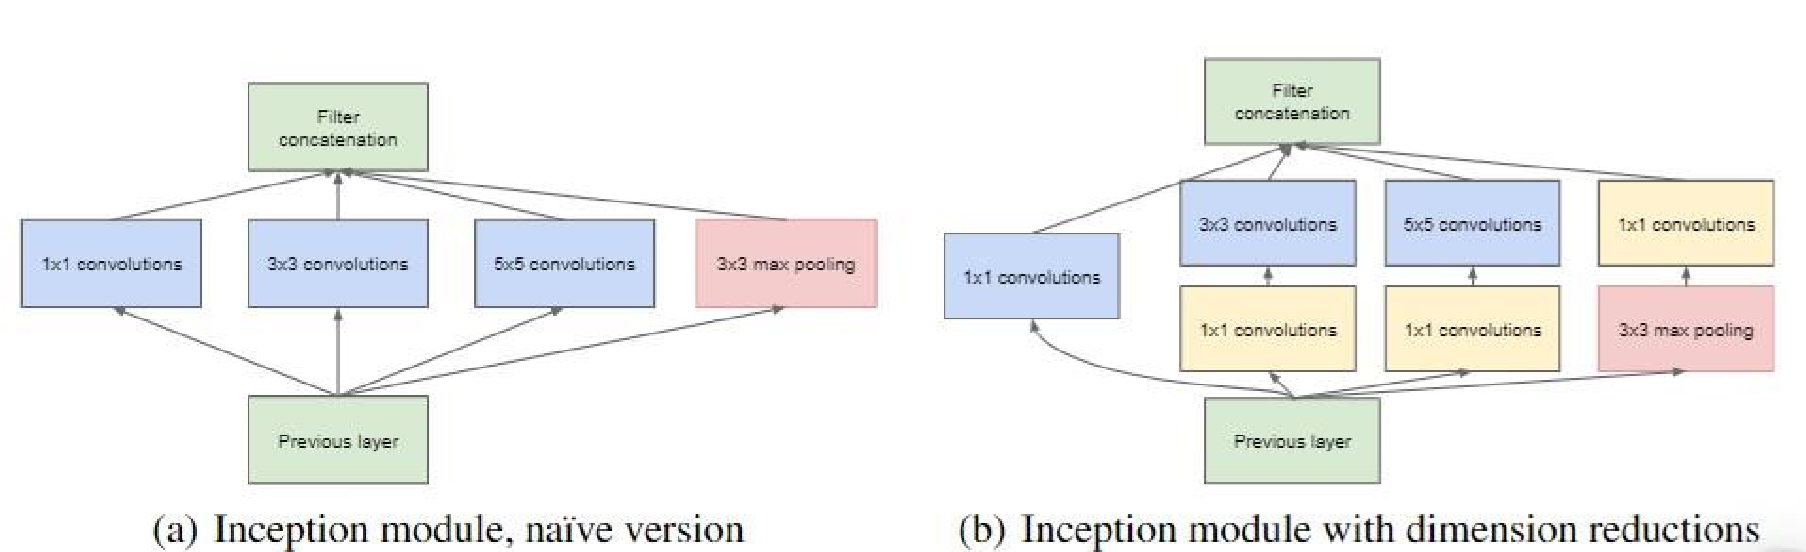 Filter
concatenation
1x1 convolutions
3x3 convolutions
5x5 convolutions
3x3 max pooling
Previous layer
(a) Inception module, naïve version
Filter
concatenation
3x3 convolutions
5x5 convolutions
1x1 convolutions
1x1 convolutions
1x1 convolutions
1x1 convolutions
3x3 max pooling
Previous layer
(b) Inception module with dimension reductions